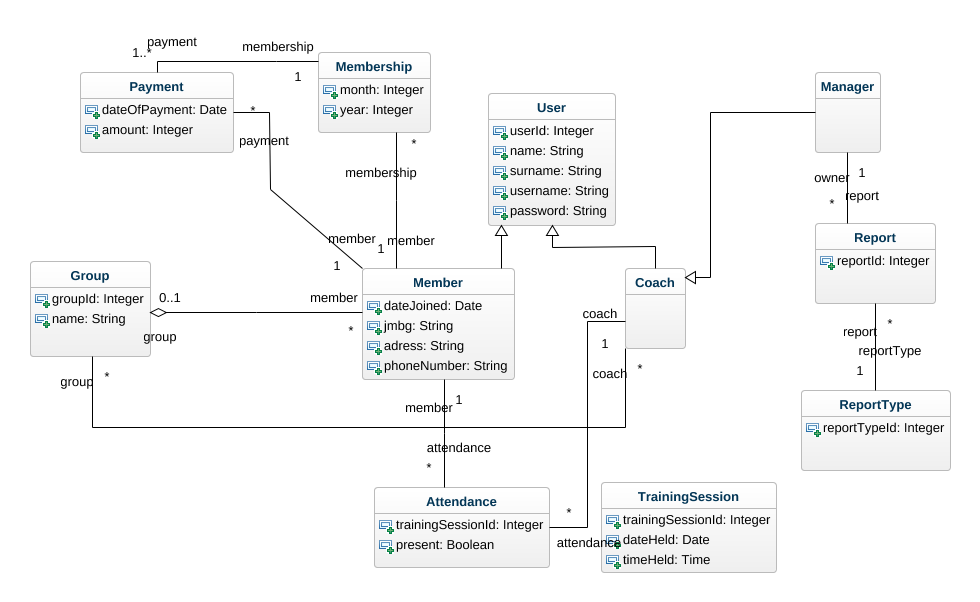 payment
1..*
membership
1
Payment
dateOfPayment: Date
amount: Integer
*
payment
Membership
month: Integer
year: Integer
*
membership
User
userId: Integer
name: String
surname: String
username: String
password: String
Manager
owner
1
*
report
Report
reportId: Integer
report
*
reportType
1
ReportType
reportTypeId: Integer
member
1
member
1
Group
groupId: Integer
name: String
0..1
group
member
*
Member
dateJoined: Date
jmbg: String
adress: String
phoneNumber: String
Coach
coach
1
coach
*
group
*
member
1
attendance
*
Attendance
trainingSessionId: Integer
present: Boolean
*
attendance
TrainingSession
trainingSessionId: Integer
dateHeld: Date
timeHeld: Time